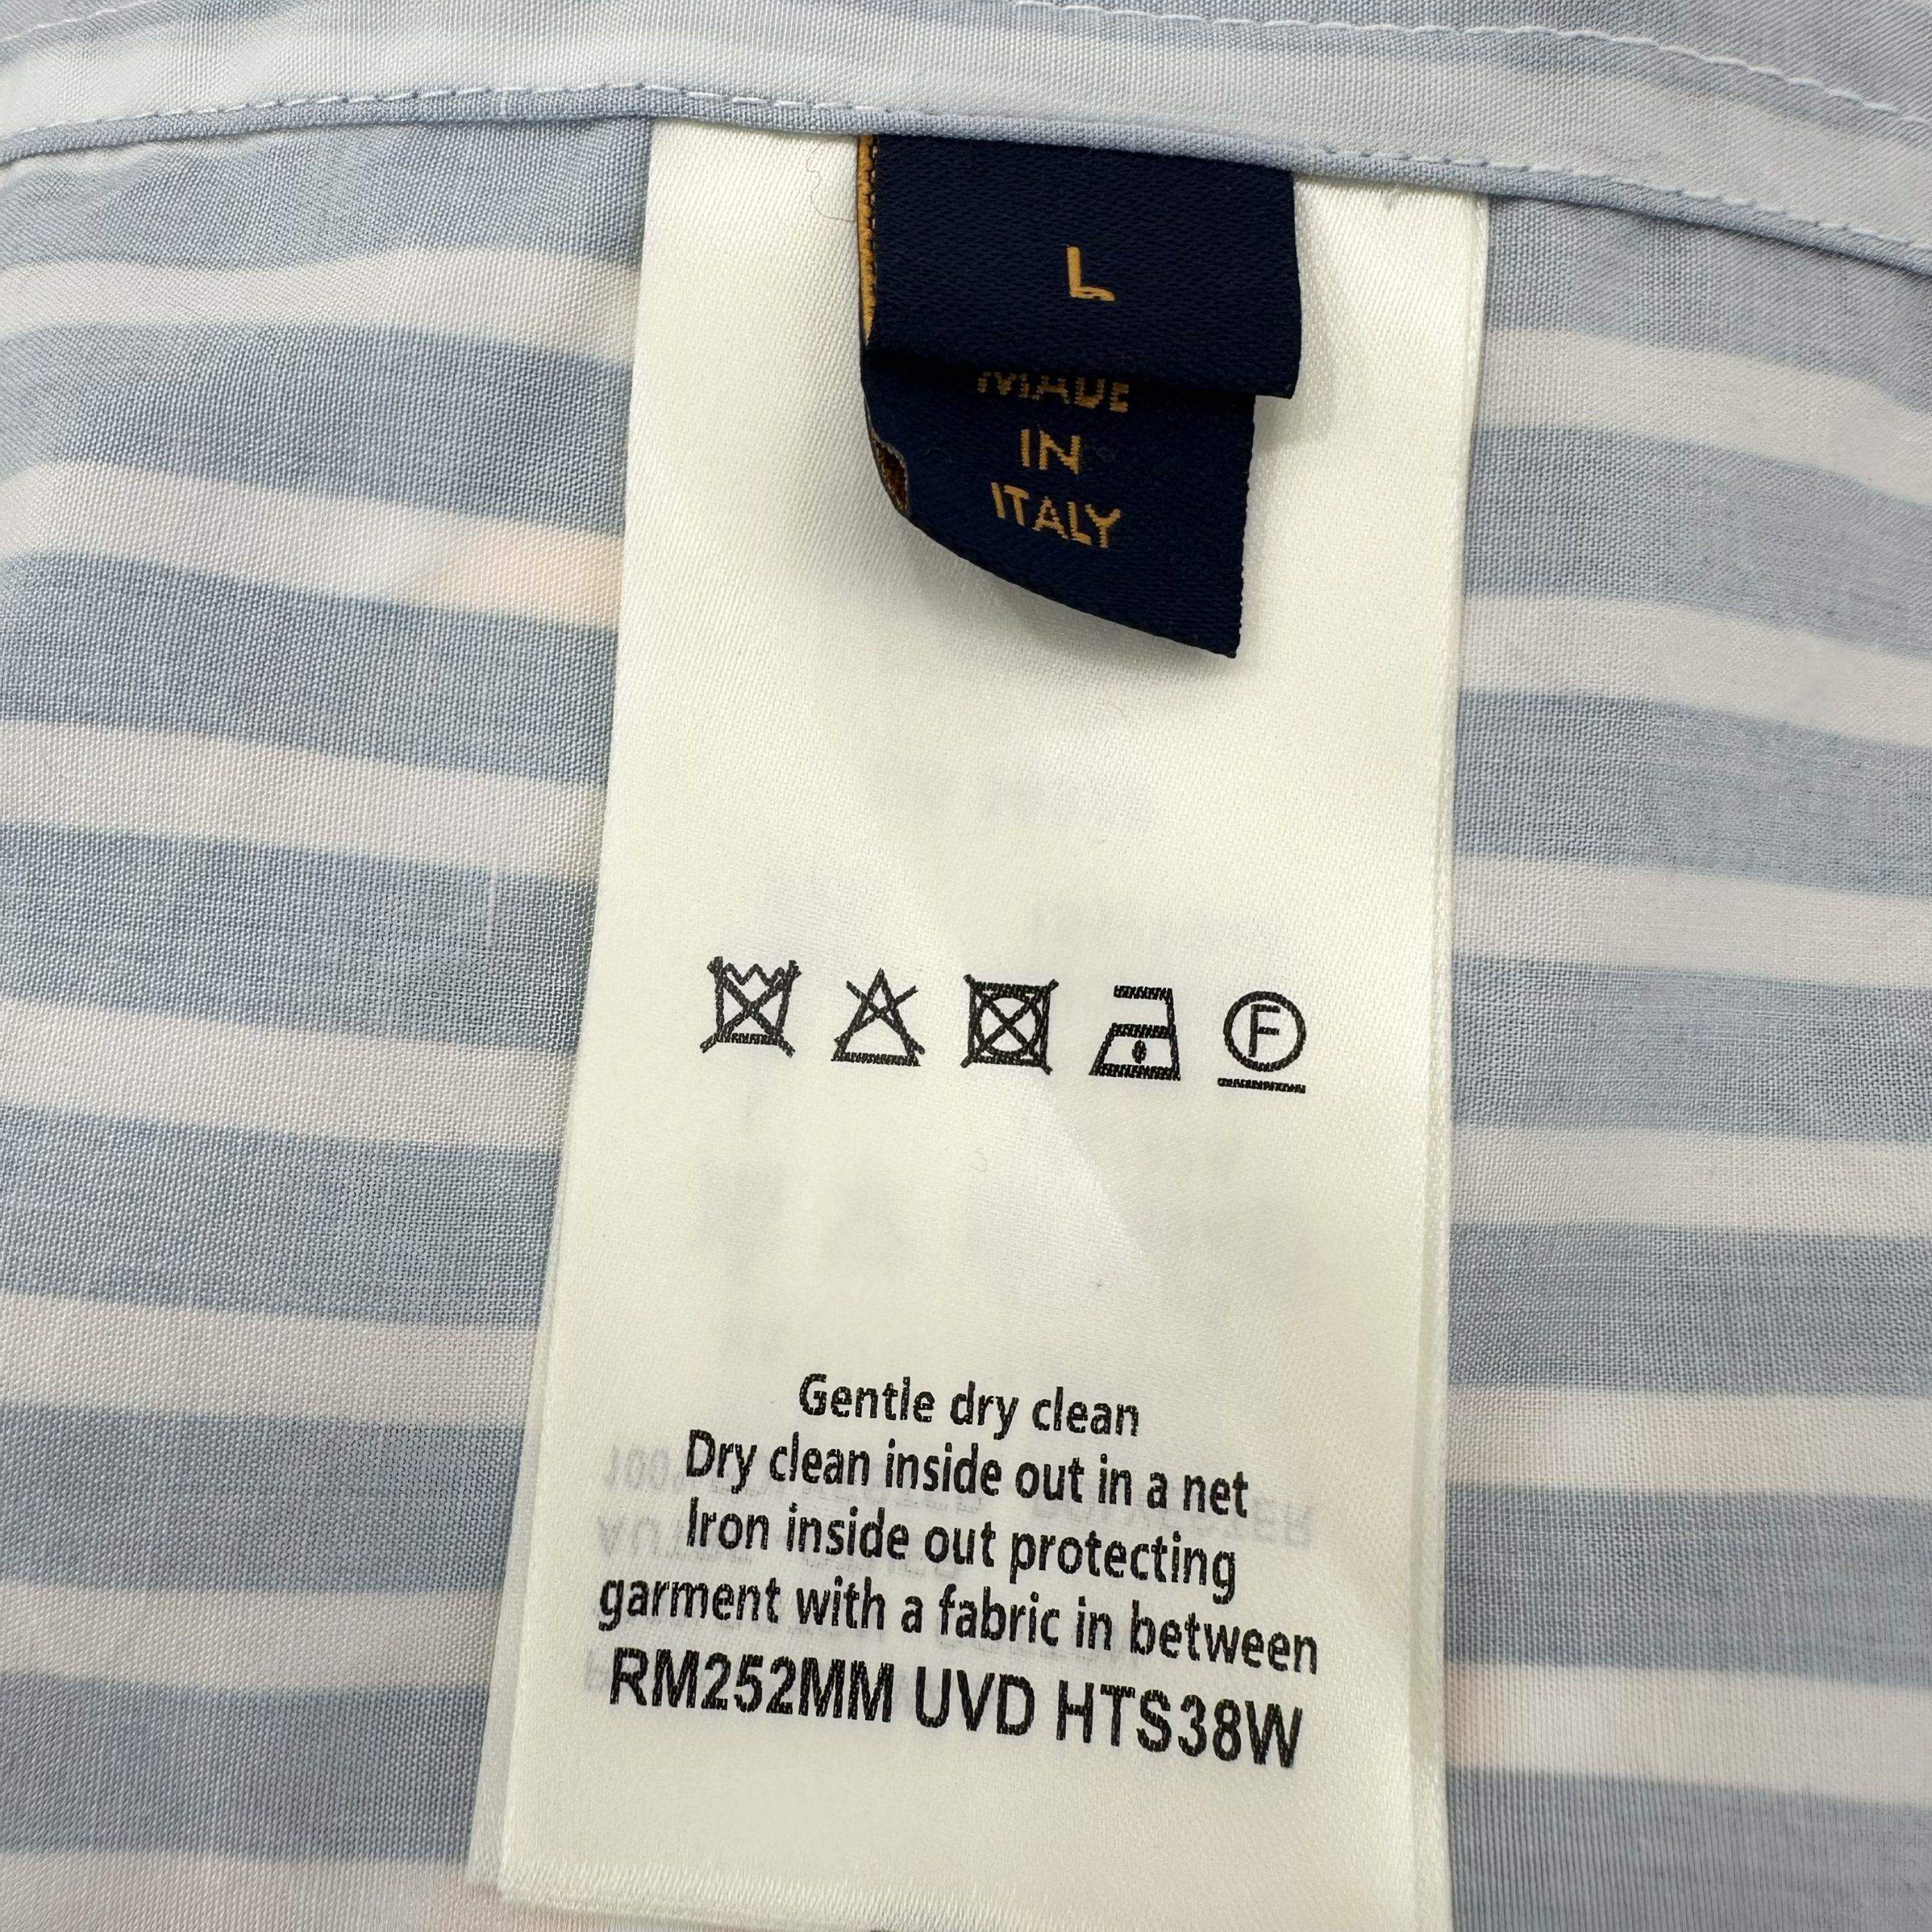 L
MADE
IN
ITALY
F
Gentle dry clean
Dry clean inside out in a net
Iron inside out protecting
garment with a fabric in between
RM252MM UVD HTS38W